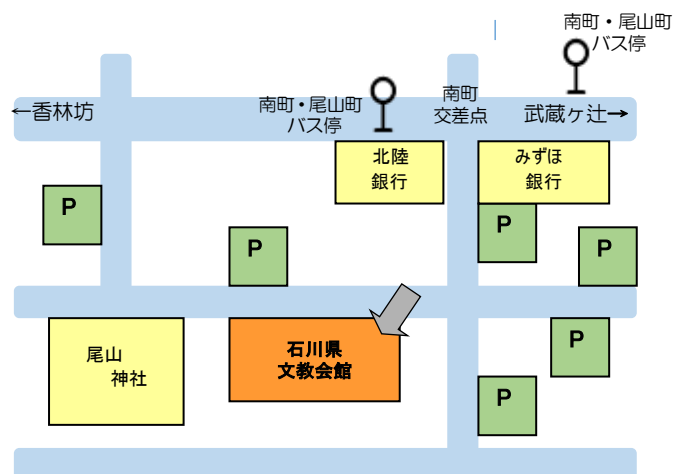 南町・尾山町
バス停
←香林坊
南町・尾山町
バス停
南町
交差点
武蔵ヶ辻→
北陸
銀行
みずほ
銀行
P
P
P
P
尾山
神社
石川県
文教会館
P
P